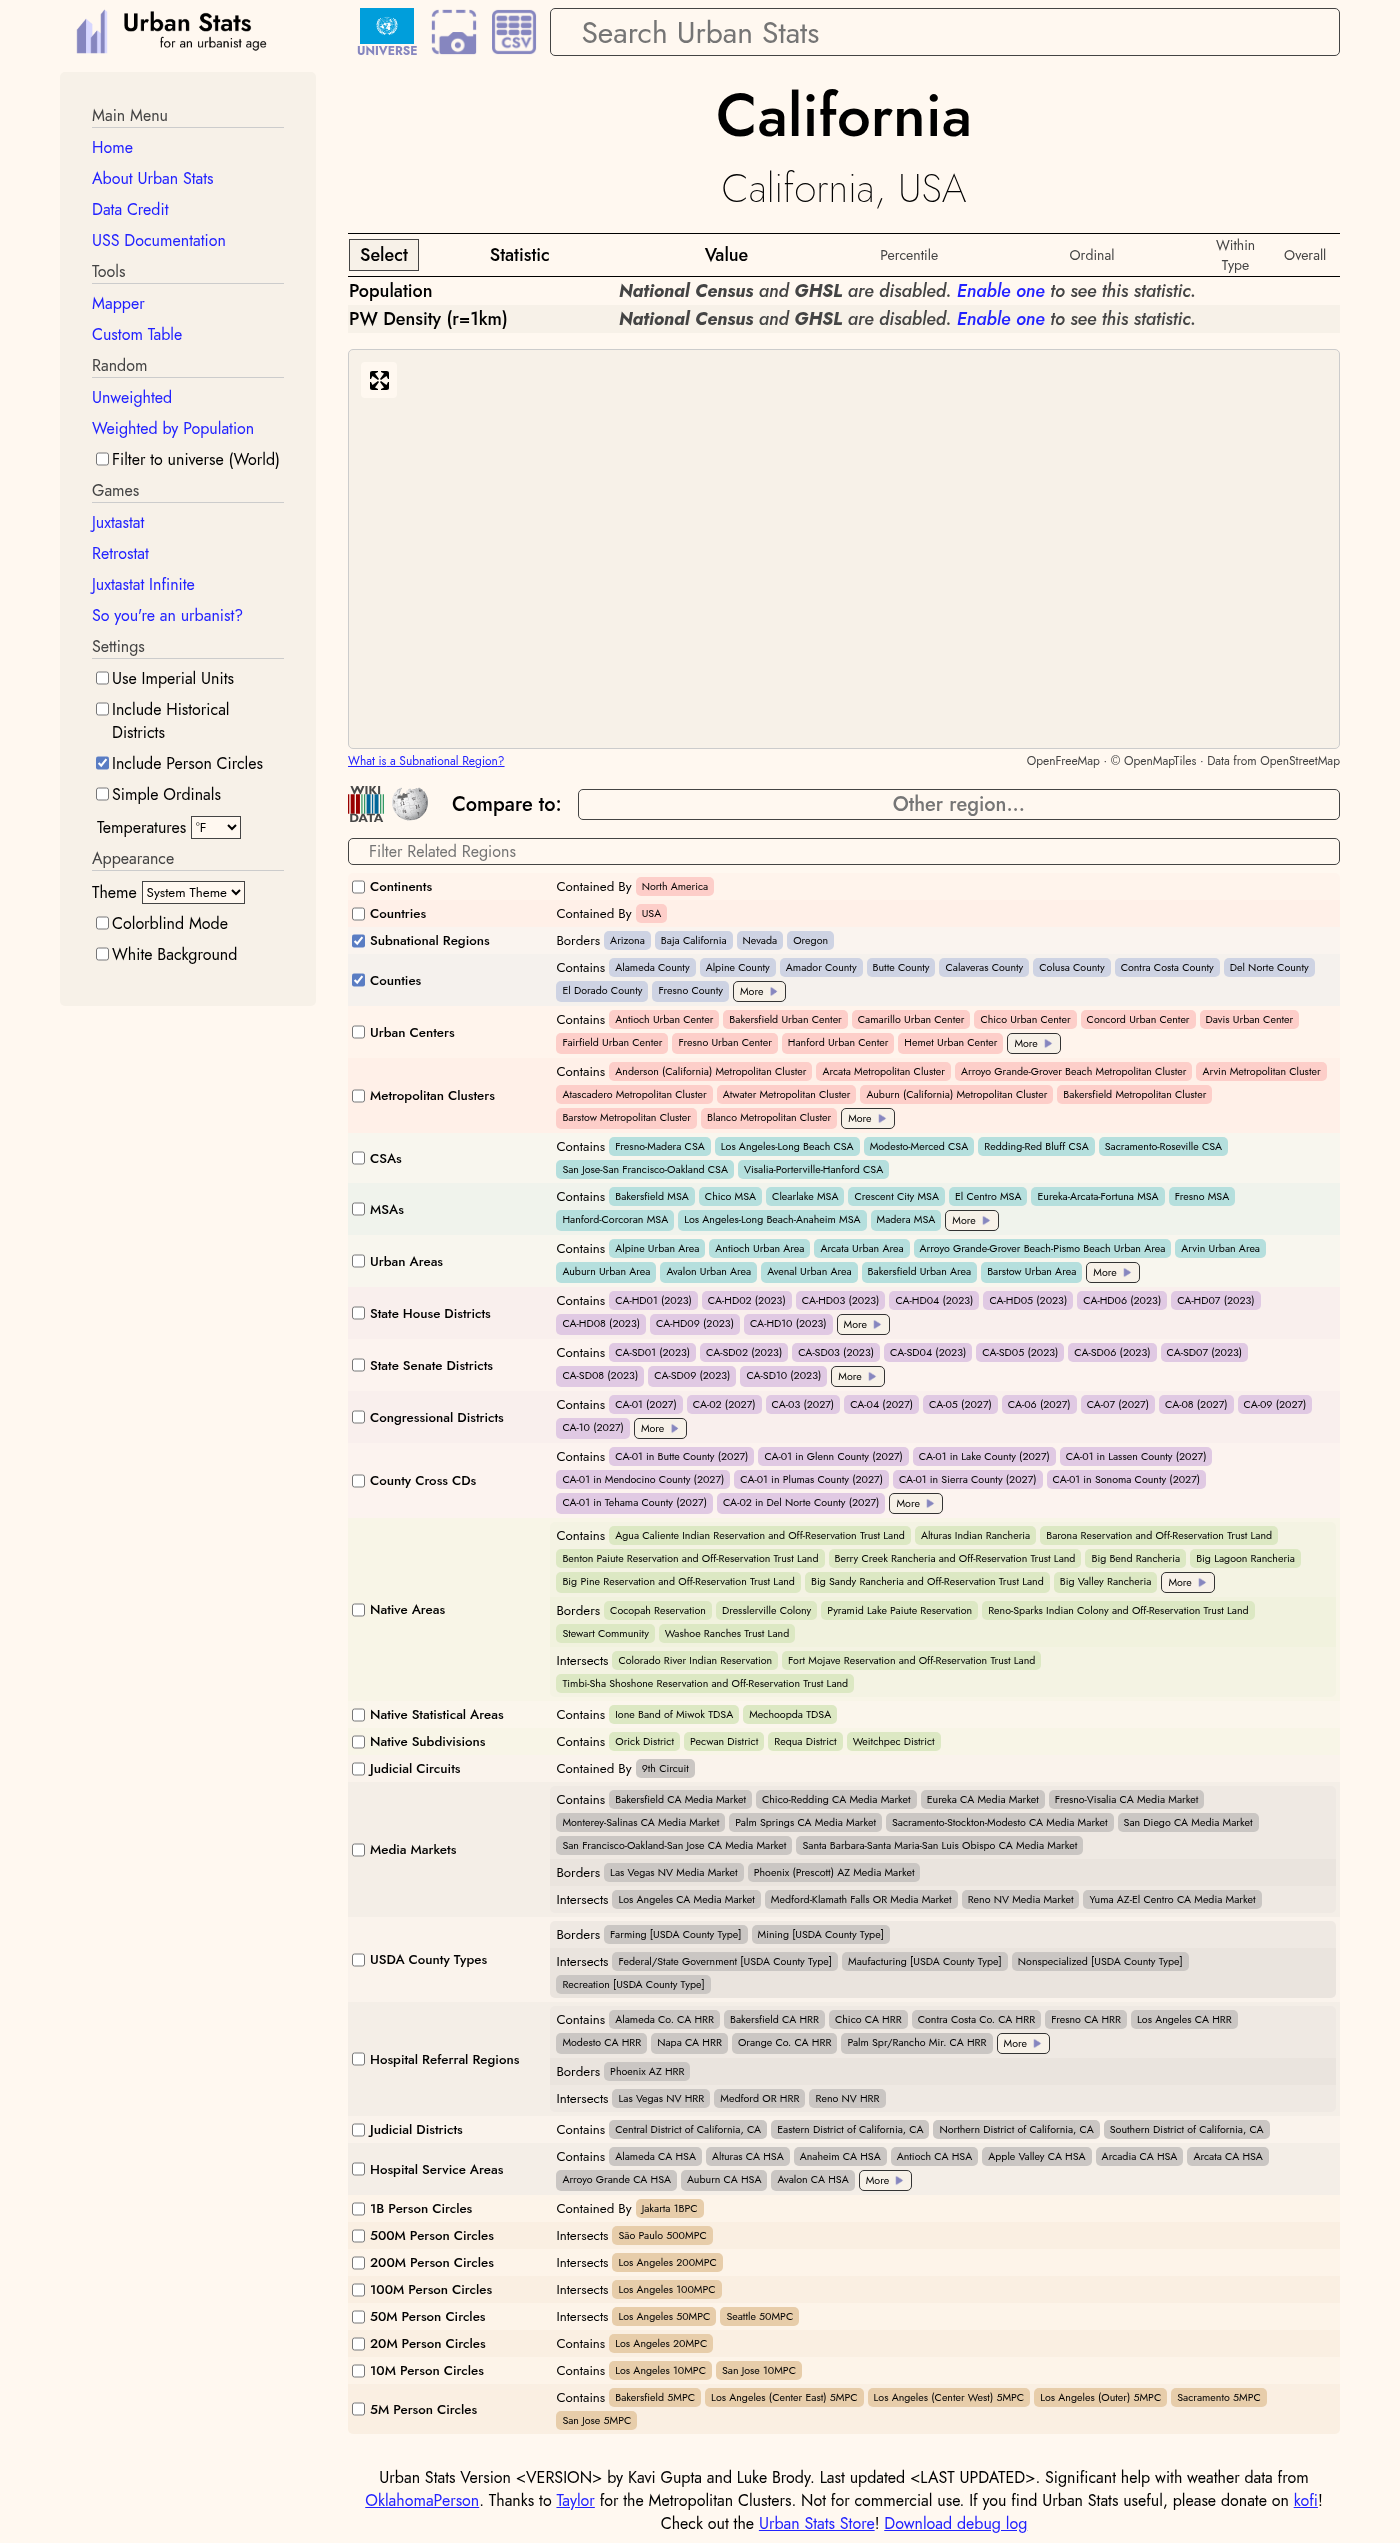 Urban Stats
for an urbanist age
UNIVERSE
CSV
Search Urban Stats
Main Menu
Home
About Urban Stats
Data Credit
USS Documentation
Tools
Mapper
Custom Table
Random
Unweighted
Weighted by Population
Filter to universe (World)
Games
Juxtastat
Retrostat
Juxtastat Infinite
So you're an urbanist?
Settings
Use Imperial Units
Include Historical
Districts
Include Person Circles
Simple Ordinals
Temperatures °F
Appearance
Theme System Theme
Colorblind Mode
White Background
California
California, USA
Select Statistic Value Percentile Ordinal Within Type Overall
Population National Census and GHSL are disabled. Enable one to see this statistic.
PW Density (r=1km) National Census and GHSL are disabled. Enable one to see this statistic.
What is a Subnational Region? OpenFreeMap · © OpenMapTiles · Data from OpenStreetMap
WIKI
DATA
Compare to: Other region...
Filter Related Regions
Continents Contained By North America
Countries Contained By USA
Subnational Regions Borders Arizona Baja California Nevada Oregon
Counties Contains Alameda County Alpine County Amador County Butte County Calaveras County Colusa County Contra Costa County Del Norte County
El Dorado County Fresno County More
Urban Centers Contains Antioch Urban Center Bakersfield Urban Center Camarillo Urban Center Chico Urban Center Concord Urban Center Davis Urban Center
Fairfield Urban Center Fresno Urban Center Hanford Urban Center Hemet Urban Center More
Metropolitan Clusters Contains Anderson (California) Metropolitan Cluster Arcata Metropolitan Cluster Arroyo Grande-Grover Beach Metropolitan Cluster Arvin Metropolitan Cluster
Atascadero Metropolitan Cluster Atwater Metropolitan Cluster Auburn (California) Metropolitan Cluster Bakersfield Metropolitan Cluster
Barstow Metropolitan Cluster Blanco Metropolitan Cluster More
CSAs Contains Fresno-Madera CSA Los Angeles-Long Beach CSA Modesto-Merced CSA Redding-Red Bluff CSA Sacramento-Roseville CSA
San Jose-San Francisco-Oakland CSA Visalia-Porterville-Hanford CSA
MSAs Contains Bakersfield MSA Chico MSA Clearlake MSA Crescent City MSA El Centro MSA Eureka-Arcata-Fortuna MSA Fresno MSA
Hanford-Corcoran MSA Los Angeles-Long Beach-Anaheim MSA Madera MSA More
Urban Areas Contains Alpine Urban Area Antioch Urban Area Arcata Urban Area Arroyo Grande-Grover Beach-Pismo Beach Urban Area Arvin Urban Area
Auburn Urban Area Avalon Urban Area Avenal Urban Area Bakersfield Urban Area Barstow Urban Area More
State House Districts Contains CA-HD01 (2023) CA-HD02 (2023) CA-HD03 (2023) CA-HD04 (2023) CA-HD05 (2023) CA-HD06 (2023) CA-HD07 (2023)
CA-HD08 (2023) CA-HD09 (2023) CA-HD10 (2023) More
State Senate Districts Contains CA-SD01 (2023) CA-SD02 (2023) CA-SD03 (2023) CA-SD04 (2023) CA-SD05 (2023) CA-SD06 (2023) CA-SD07 (2023)
CA-SD08 (2023) CA-SD09 (2023) CA-SD10 (2023) More
Congressional Districts Contains CA-01 (2027) CA-02 (2027) CA-03 (2027) CA-04 (2027) CA-05 (2027) CA-06 (2027) CA-07 (2027) CA-08 (2027) CA-09 (2027)
CA-10 (2027) More
County Cross CDs Contains CA-01 in Butte County (2027) CA-01 in Glenn County (2027) CA-01 in Lake County (2027) CA-01 in Lassen County (2027)
CA-01 in Mendocino County (2027) CA-01 in Plumas County (2027) CA-01 in Sierra County (2027) CA-01 in Sonoma County (2027)
CA-01 in Tehama County (2027) CA-02 in Del Norte County (2027) More
Native Areas Contains Agua Caliente Indian Reservation and Off-Reservation Trust Land Alturas Indian Rancheria Barona Reservation and Off-Reservation Trust Land
Benton Paiute Reservation and Off-Reservation Trust Land Berry Creek Rancheria and Off-Reservation Trust Land Big Bend Rancheria Big Lagoon Rancheria
Big Pine Reservation and Off-Reservation Trust Land Big Sandy Rancheria and Off-Reservation Trust Land Big Valley Rancheria More
Borders Cocopah Reservation Dresslerville Colony Pyramid Lake Paiute Reservation Reno-Sparks Indian Colony and Off-Reservation Trust Land
Stewart Community Washoe Ranches Trust Land
Intersects Colorado River Indian Reservation Fort Mojave Reservation and Off-Reservation Trust Land
Timbi-Sha Shoshone Reservation and Off-Reservation Trust Land
Native Statistical Areas Contains Ione Band of Miwok TDSA Mechoopda TDSA
Native Subdivisions Contains Orick District Pecwan District Requa District Weitchpec District
Judicial Circuits Contained By 9th Circuit
Media Markets Contains Bakersfield CA Media Market Chico-Redding CA Media Market Eureka CA Media Market Fresno-Visalia CA Media Market
Monterey-Salinas CA Media Market Palm Springs CA Media Market Sacramento-Stockton-Modesto CA Media Market San Diego CA Media Market
San Francisco-Oakland-San Jose CA Media Market Santa Barbara-Santa Maria-San Luis Obispo CA Media Market
Borders Las Vegas NV Media Market Phoenix (Prescott) AZ Media Market
Intersects Los Angeles CA Media Market Medford-Klamath Falls OR Media Market Reno NV Media Market Yuma AZ-El Centro CA Media Market
USDA County Types Borders Farming [USDA County Type] Mining [USDA County Type]
Intersects Federal/State Government [USDA County Type] Maufacturing [USDA County Type] Nonspecialized [USDA County Type]
Recreation [USDA County Type]
Hospital Referral Regions Contains Alameda Co. CA HRR Bakersfield CA HRR Chico CA HRR Contra Costa Co. CA HRR Fresno CA HRR Los Angeles CA HRR
Modesto CA HRR Napa CA HRR Orange Co. CA HRR Palm Spr/Rancho Mir. CA HRR More
Borders Phoenix AZ HRR
Intersects Las Vegas NV HRR Medford OR HRR Reno NV HRR
Judicial Districts Contains Central District of California, CA Eastern District of California, CA Northern District of California, CA Southern District of California, CA
Hospital Service Areas Contains Alameda CA HSA Alturas CA HSA Anaheim CA HSA Antioch CA HSA Apple Valley CA HSA Arcadia CA HSA Arcata CA HSA
Arroyo Grande CA HSA Auburn CA HSA Avalon CA HSA More
1B Person Circles Contained By Jakarta 1BPC
500M Person Circles Intersects São Paulo 500MPC
200M Person Circles Intersects Los Angeles 200MPC
100M Person Circles Intersects Los Angeles 100MPC
50M Person Circles Intersects Los Angeles 50MPC Seattle 50MPC
20M Person Circles Contains Los Angeles 20MPC
10M Person Circles Contains Los Angeles 10MPC San Jose 10MPC
5M Person Circles Contains Bakersfield 5MPC Los Angeles (Center East) 5MPC Los Angeles (Center West) 5MPC Los Angeles (Outer) 5MPC Sacramento 5MPC
San Jose 5MPC
Urban Stats Version <VERSION> by Kavi Gupta and Luke Brody. Last updated <LAST UPDATED>. Significant help with weather data from
OklahomaPerson. Thanks to Taylor for the Metropolitan Clusters. Not for commercial use. If you find Urban Stats useful, please donate on kofi!
Check out the Urban Stats Store! Download debug log